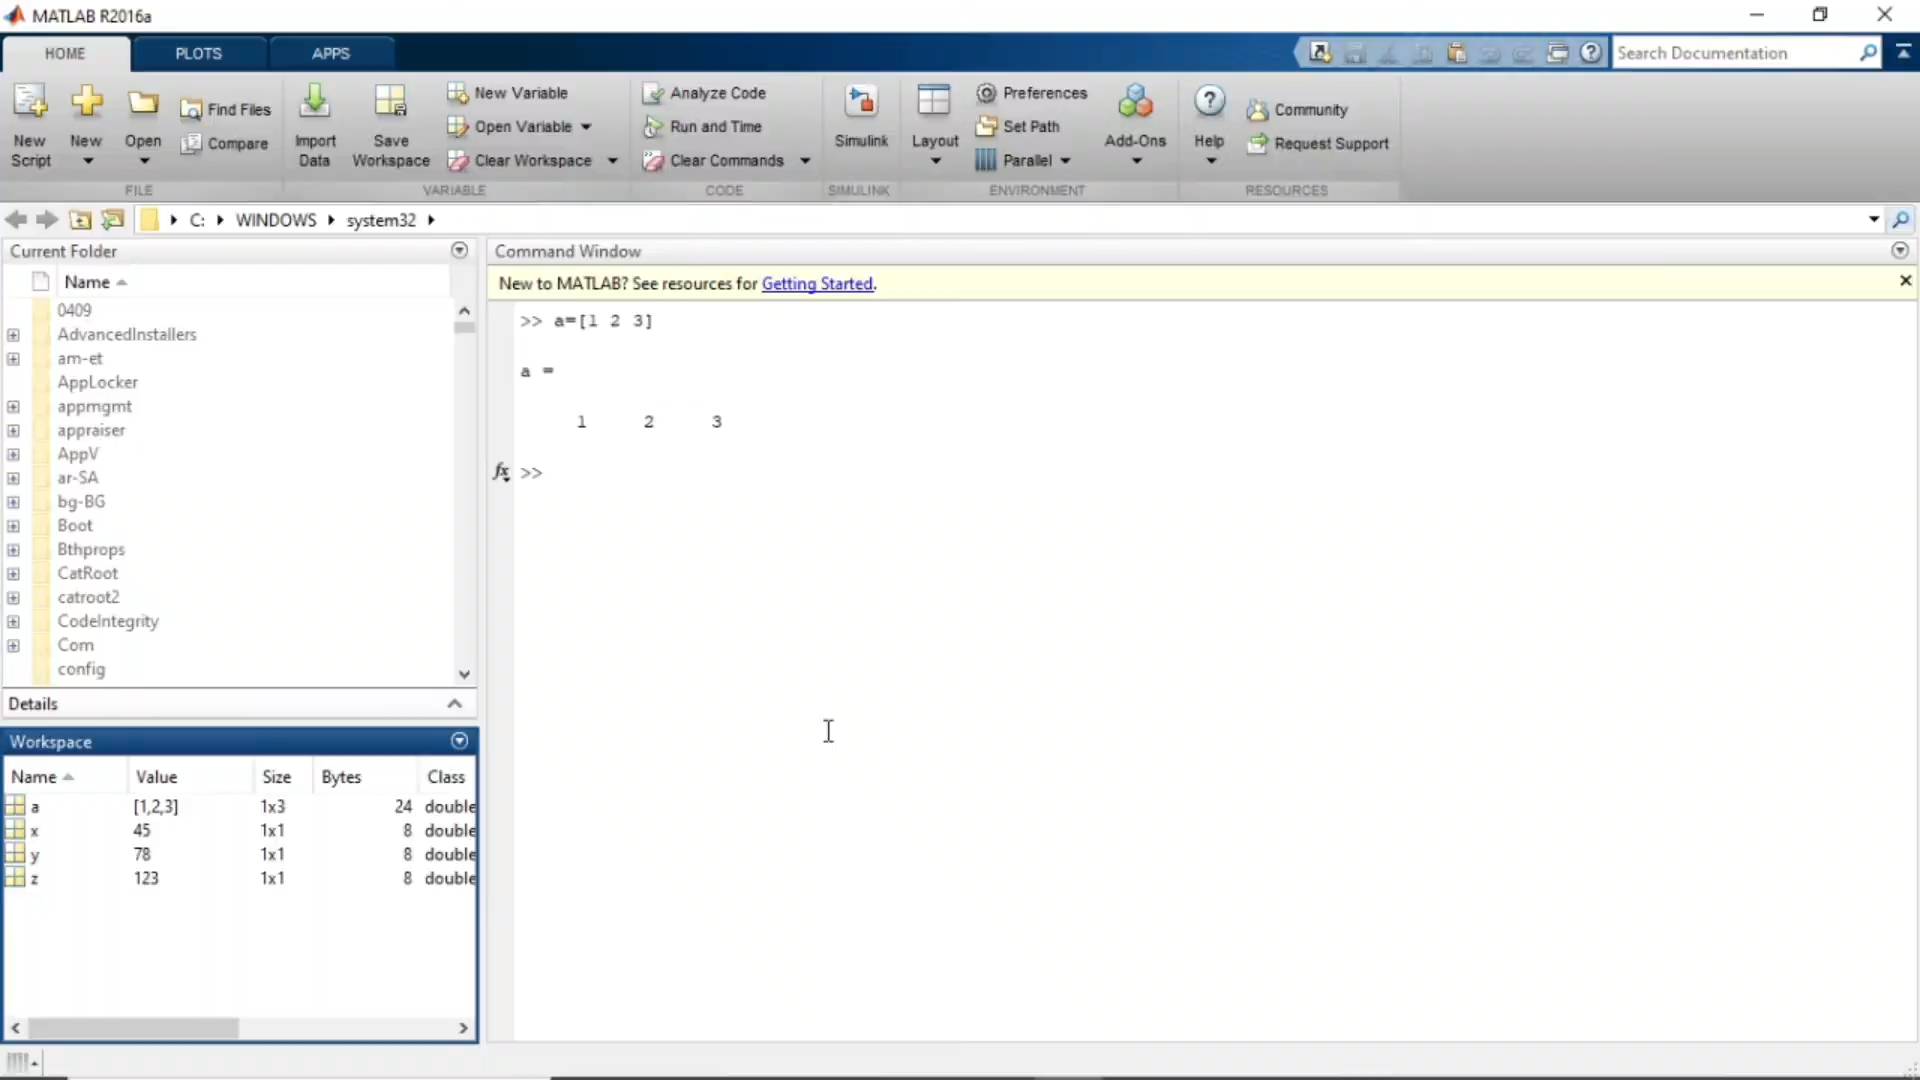 MATLAB R2016a
HOME PLOTS APPS
Search Documentation
New Script
New
Open
Find Files
Compare
FILE
Import Data
Save Workspace
New Variable
Open Variable
Clear Workspace
VARIABLE
Analyze Code
Run and Time
Clear Commands
CODE
Simulink
SIMULINK
Layout
Preferences
Set Path
Parallel
Add-Ons
ENVIRONMENT
Help
Community
Request Support
RESOURCES
C: WINDOWS system32
Current Folder
Name
0409
AdvancedInstallers
am-et
AppLocker
appmgmt
appraiser
AppV
ar-SA
bg-BG
Boot
Bthprops
CatRoot
catroot2
CodeIntegrity
Com
config
Details
Workspace
Name Value Size Bytes Class
a [1,2,3] 1x3 24 double
x 45 1x1 8 double
y 78 1x1 8 double
z 123 1x1 8 double
Command Window
New to MATLAB? See resources for Getting Started.
>> a=[1 2 3]
a =
1 2 3
fx >>